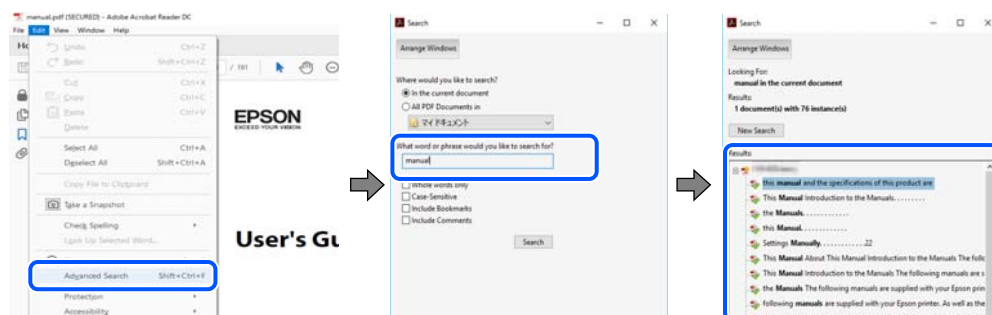 manual.pdf (SECURED) - Adobe Acrobat Reader DC
File Edit View Window Help
Undo Ctrl+Z
Redo Shift+Ctrl+Z
Cut Ctrl+X
Copy Ctrl+C
Paste Ctrl+V
Delete
Select All Ctrl+A
Deselect All Shift+Ctrl+A
Copy File to Clipboard
Take a Snapshot
Check Spelling
Look Up Selected Word...
Advanced Search Shift+Ctrl+F
Protection
Accessibility
/ 181
EPSON
EXCEED YOUR VISION
User's Gu
Search
Arrange Windows
Where would you like to search?
In the current document
All PDF Documents in
マイ ドキュメント
What word or phrase would you like to search for?
manual
Whole words only
Case-Sensitive
Include Bookmarks
Include Comments
Search
Search
Arrange Windows
Looking For:
manual in the current document
Results:
1 document(s) with 76 instance(s)
New Search
Results:
this manual and the specifications of this product are
This Manual Introduction to the Manuals. . . . . . . . .
the Manuals. . . . . . . . . . . .
this Manual. . . . . . . . . . . .
Settings Manually. . . . . . . . . . . .22
This Manual About This Manual Introduction to the Manuals The follo
This Manual Introduction to the Manuals The following manuals are s
the Manuals The following manuals are supplied with your Epson prin
following manuals are supplied with your Epson printer. As well as the